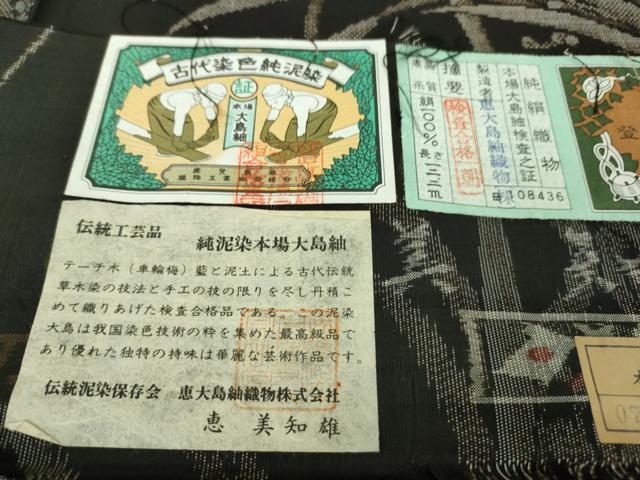 古代染色純泥染
証
本場
大島紬
純絹織物
本場大島紬検査之証
製造者 恵大島紬織物
摘要 検査合格
絹100%
長さ
08436
登
伝統工芸品
純泥染本場大島紬
テーチ木（車輪梅）藍と泥土による古代伝統
草木染の技法と手工の技の限りを尽し丹精こ
めて織りあげた検査合格品である。この泥染
大島は我国染色技術の粋を集めた最高級品で
あり優れた独特の持味は華麗な芸術作品です。
伝統泥染保存会　恵大島紬織物株式会社
恵　美知雄